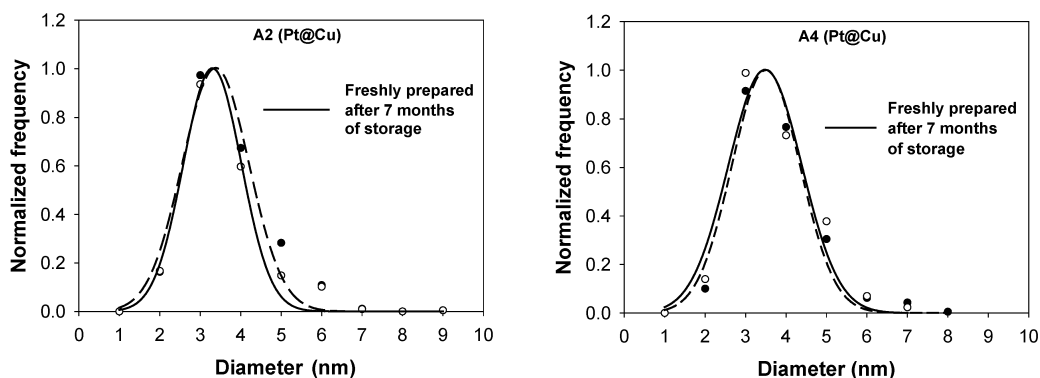 A2 (Pt@Cu)
Normalized frequency
1.2
1.0
0.8
0.6
0.4
0.2
0.0
Freshly prepared
after 7 months
of storage
0 1 2 3 4 5 6 7 8 9 10
Diameter (nm)
A4 (Pt@Cu)
Normalized frequency
1.2
1.0
0.8
0.6
0.4
0.2
0.0
Freshly prepared
after 7 months
of storage
0 1 2 3 4 5 6 7 8 9 10
Diameter (nm)